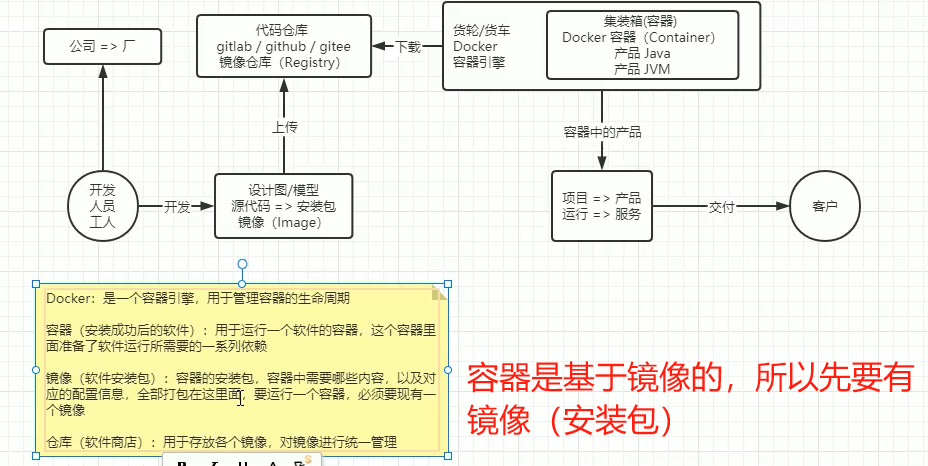 公司 => 厂
代码仓库
gitlab / github / gitee
镜像仓库（Registry）
下载
货轮/货车
Docker
容器引擎
集装箱(容器)
Docker 容器（Container）
产品 Java
产品 JVM
上传
容器中的产品
开发
人员
工人
开发
设计图/模型
源代码 => 安装包
镜像（Image）
项目 => 产品
运行 => 服务
交付
客户
Docker：是一个容器引擎，用于管理容器的生命周期
容器（安装成功后的软件）：用于运行一个软件的容器，这个容器里
面准备了软件运行所需要的一系列依赖
镜像（软件安装包）：容器的安装包，容器中需要哪些内容，以及对
应的配置信息，全部打包在这里面，要运行一个容器，必须要现有一
个镜像
仓库（软件商店）：用于存放各个镜像，对镜像进行统一管理
容器是基于镜像的，所以先要有
镜像（安装包）